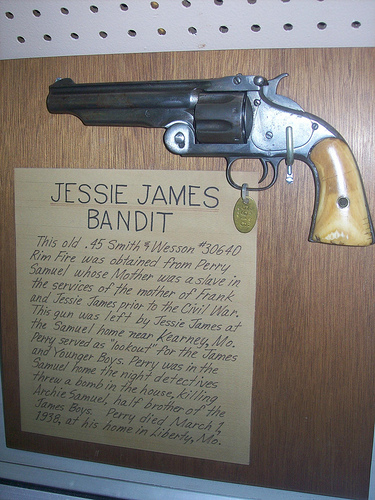 JESSIE JAMES
BANDIT
This old .45 Smith & Wesson #30640
Rim Fire was obtained from Perry
Samuel whose Mother was a slave in
the services of the mother of Frank
and Jessie James prior to the Civil War.
This gun was left by Jessie James at
the Samuel home near Kearney, Mo.
Perry served as "lookout" for the James
and Younger Boys. Perry was in the
Samuel home the night detectives
threw a bomb in the house, killing
Archie Samuel, half brother of the
James Boys. Perry died March 1,
1938, at his home in Liberty, Mo.